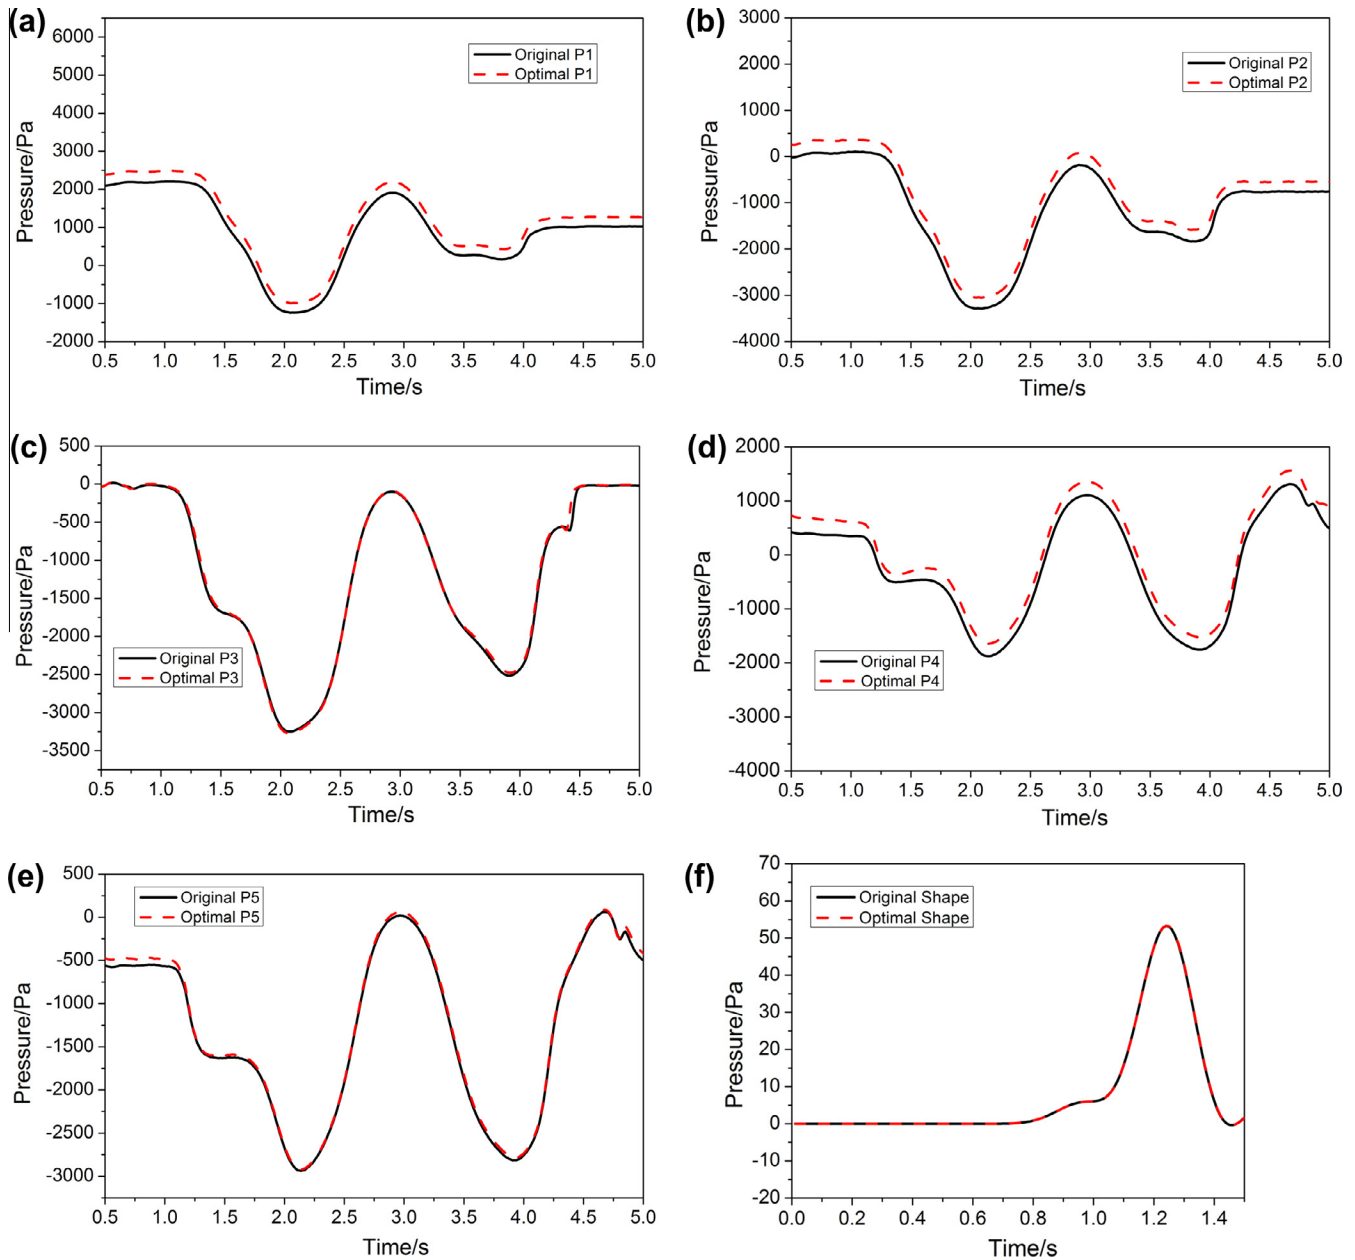 (a)
6000
5000
4000
3000
2000
1000
0
-1000
-2000
Pressure/Pa
Original P1
Optimal P1
0.5 1.0 1.5 2.0 2.5 3.0 3.5 4.0 4.5 5.0
Time/s
(b)
3000
2000
1000
0
-1000
-2000
-3000
-4000
Pressure/Pa
Original P2
Optimal P2
0.5 1.0 1.5 2.0 2.5 3.0 3.5 4.0 4.5 5.0
Time/s
(c)
500
0
-500
-1000
-1500
-2000
-2500
-3000
-3500
Pressure/Pa
Original P3
Optimal P3
0.5 1.0 1.5 2.0 2.5 3.0 3.5 4.0 4.5 5.0
Time/s
(d)
2000
1000
0
-1000
-2000
-3000
-4000
Pressure/Pa
Original P4
Optimal P4
0.5 1.0 1.5 2.0 2.5 3.0 3.5 4.0 4.5 5.0
Time/s
(e)
500
0
-500
-1000
-1500
-2000
-2500
-3000
Pressure/Pa
Original P5
Optimal P5
0.5 1.0 1.5 2.0 2.5 3.0 3.5 4.0 4.5 5.0
Time/s
(f)
70
60
50
40
30
20
10
0
-10
-20
Pressure/Pa
Original Shape
Optimal Shape
0.0 0.2 0.4 0.6 0.8 1.0 1.2 1.4
Time/s